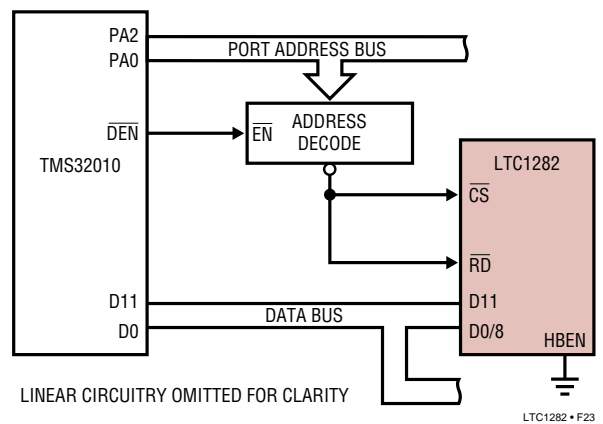 PA2
PORT ADDRESS BUS
PA0
ADDRESS
DECODE
DEN
EN
TMS32010
LTC1282
CS
RD
D11
D11
DATA BUS
D0
D0/8
HBEN
LINEAR CIRCUITRY OMITTED FOR CLARITY
LTC1282 • F23